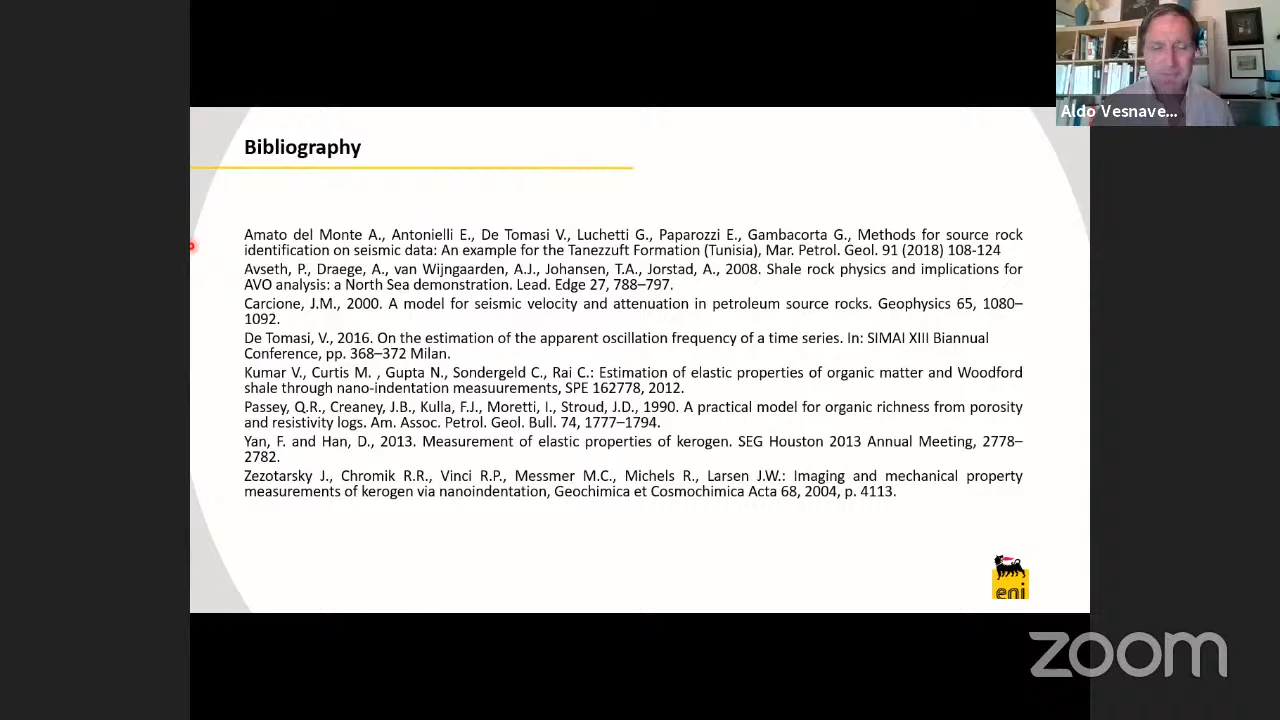 Aldo Vesnave...
Bibliography
Amato del Monte A., Antonielli E., De Tomasi V., Luchetti G., Paparozzi E., Gambacorta G., Methods for source rock
identification on seismic data: An example for the Tanezzuft Formation (Tunisia), Mar. Petrol. Geol. 91 (2018) 108-124
Avseth, P., Draege, A., van Wijngaarden, A.J., Johansen, T.A., Jorstad, A., 2008. Shale rock physics and implications for
AVO analysis: a North Sea demonstration. Lead. Edge 27, 788–797.
Carcione, J.M., 2000. A model for seismic velocity and attenuation in petroleum source rocks. Geophysics 65, 1080–
1092.
De Tomasi, V., 2016. On the estimation of the apparent oscillation frequency of a time series. In: SIMAI XIII Biannual
Conference, pp. 368–372 Milan.
Kumar V., Curtis M. , Gupta N., Sondergeld C., Rai C.: Estimation of elastic properties of organic matter and Woodford
shale through nano-indentation measuurements, SPE 162778, 2012.
Passey, Q.R., Creaney, J.B., Kulla, F.J., Moretti, I., Stroud, J.D., 1990. A practical model for organic richness from porosity
and resistivity logs. Am. Assoc. Petrol. Geol. Bull. 74, 1777–1794.
Yan, F. and Han, D., 2013. Measurement of elastic properties of kerogen. SEG Houston 2013 Annual Meeting, 2778–
2782.
Zezotarsky J., Chromik R.R., Vinci R.P., Messmer M.C., Michels R., Larsen J.W.: Imaging and mechanical property
measurements of kerogen via nanoindentation, Geochimica et Cosmochimica Acta 68, 2004, p. 4113.
eni
zoom